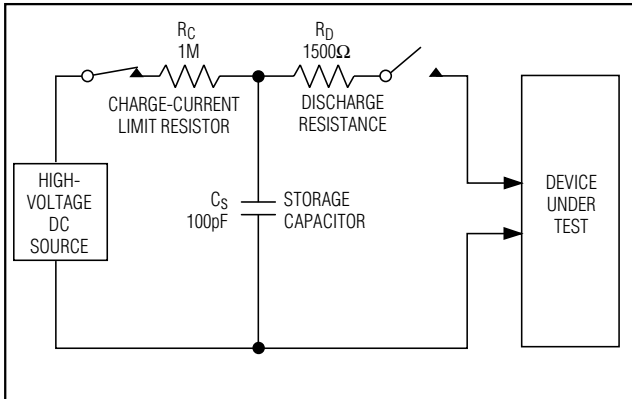 R_C
1M
R_D
1500Ω
CHARGE-CURRENT
LIMIT RESISTOR
DISCHARGE
RESISTANCE
HIGH-
VOLTAGE
DC
SOURCE
C_S
100pF
STORAGE
CAPACITOR
DEVICE
UNDER
TEST